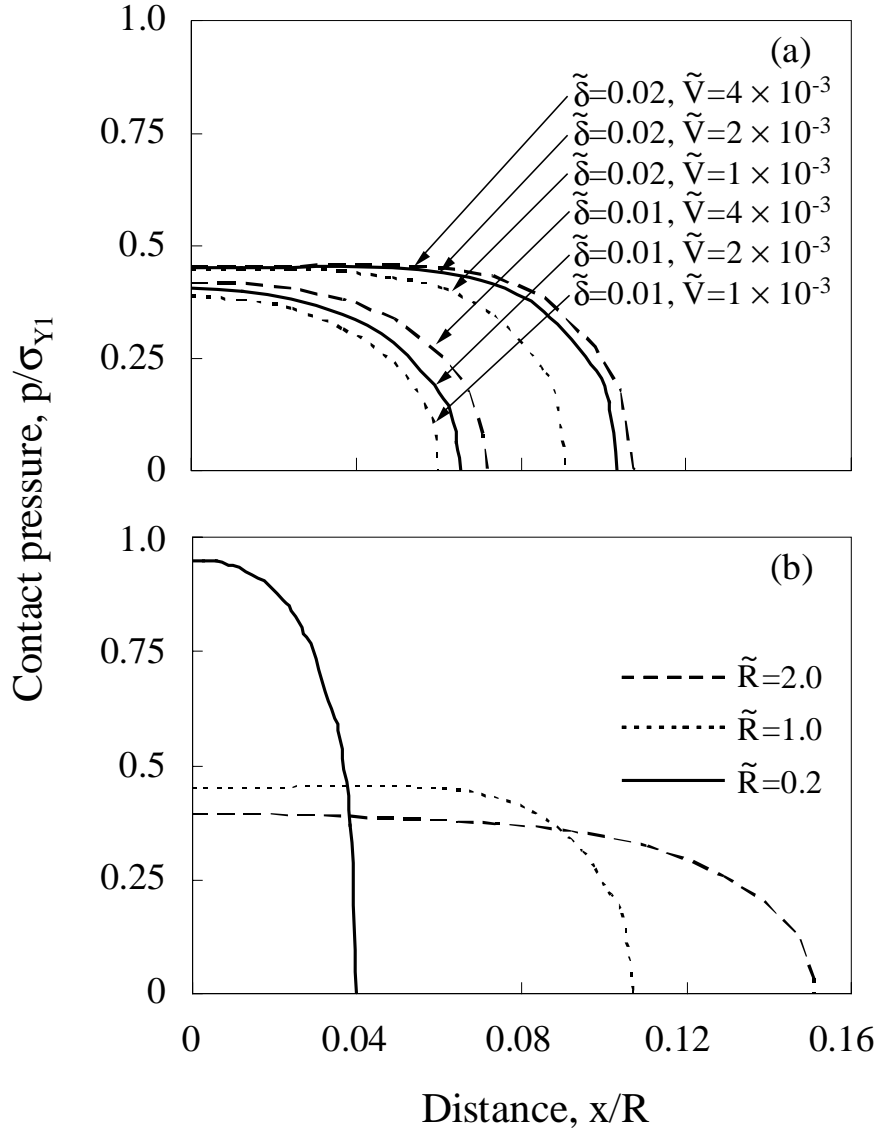 1.0
(a)
δ̃=0.02, Ṽ=4 × 10⁻³
δ̃=0.02, Ṽ=2 × 10⁻³
0.75
δ̃=0.02, Ṽ=1 × 10⁻³
δ̃=0.01, Ṽ=4 × 10⁻³
δ̃=0.01, Ṽ=2 × 10⁻³
0.5
δ̃=0.01, Ṽ=1 × 10⁻³
0.25
0
Contact pressure, p/σ_Y1
1.0
(b)
0.75
R̃=2.0
R̃=1.0
0.5
R̃=0.2
0.25
0
0 0.04 0.08 0.12 0.16
Distance, x/R